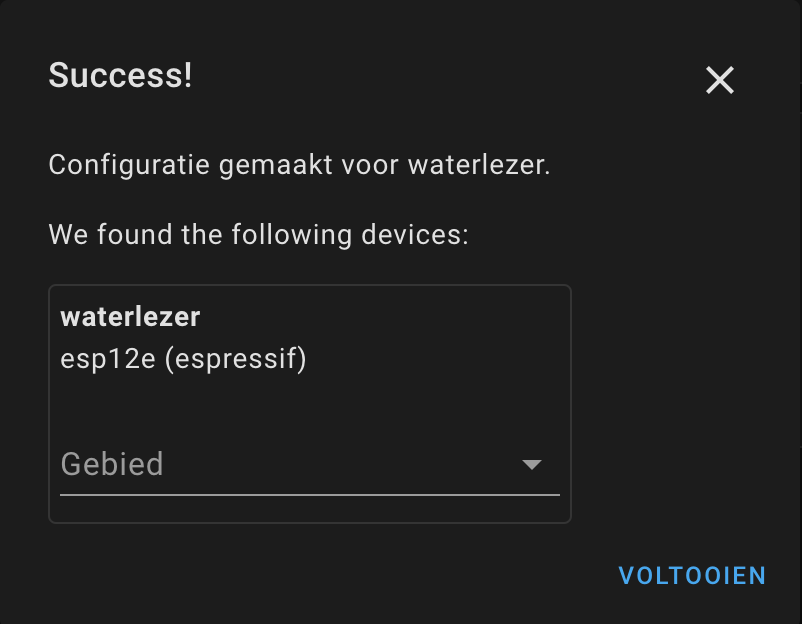 Success!
Configuratie gemaakt voor waterlezer.
We found the following devices:
waterlezer
esp12e (espressif)
Gebied
VOLTOOIEN